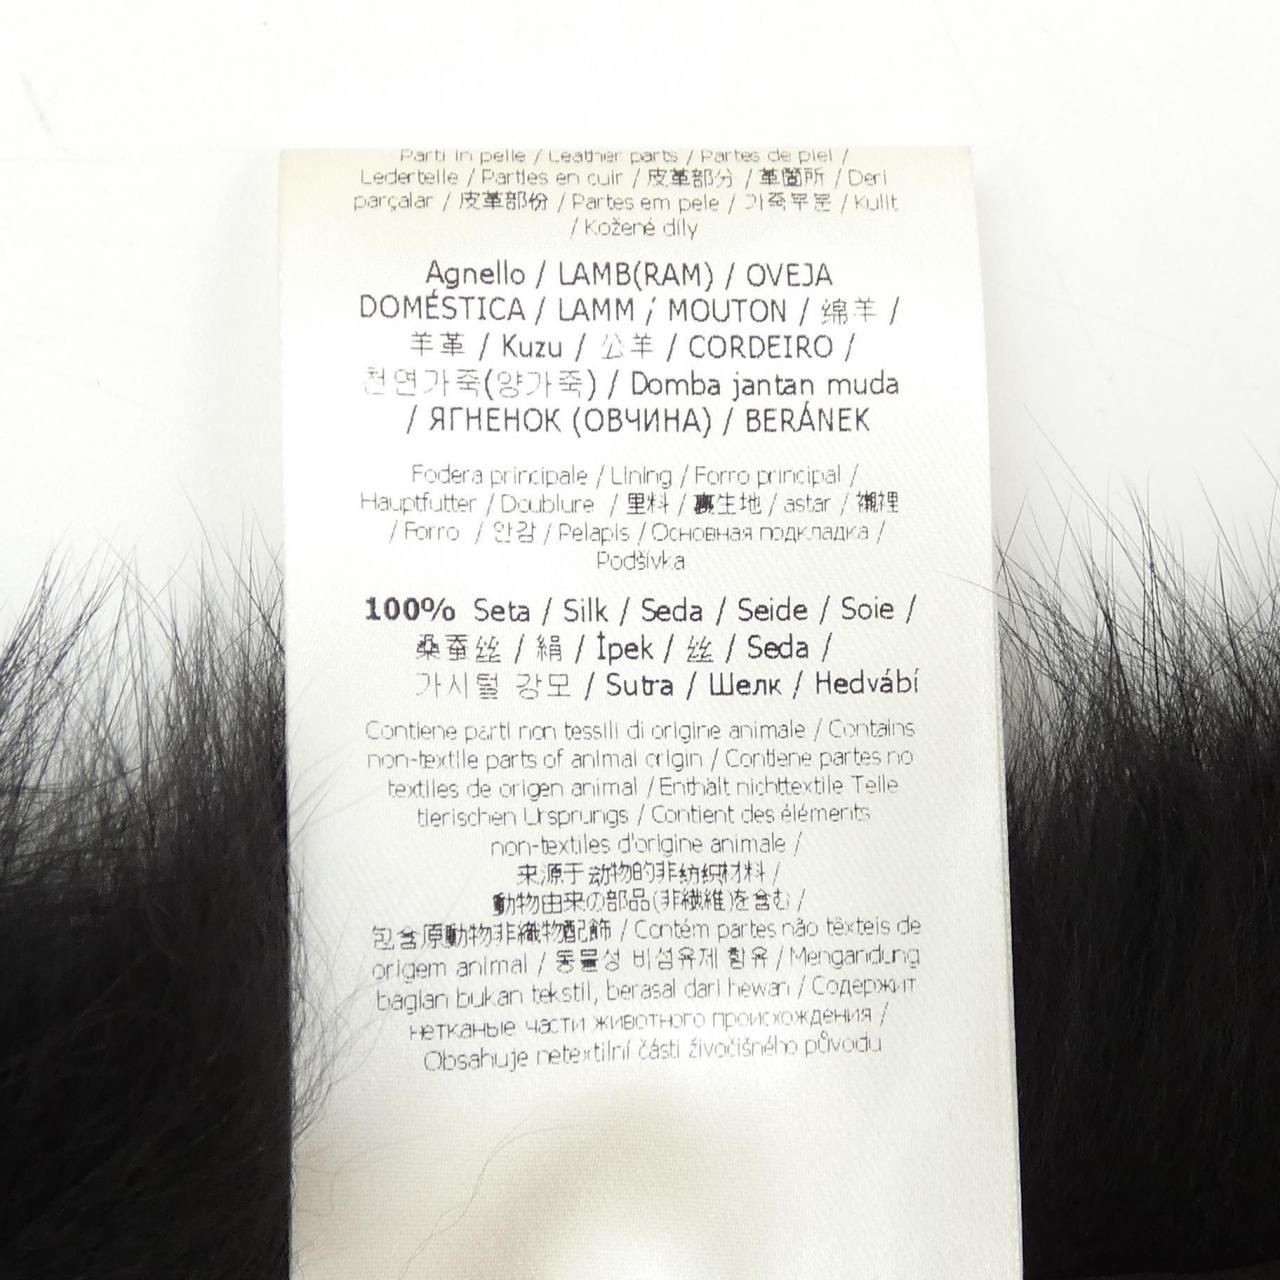 Parti in pelle / Leather parts / Partes de piel /
Lederteile / Parties en cuir / 皮革部分 / 革箇所 / Deri
parçalar / 皮革部份 / Partes em pele / 가죽부분 / Kulit
/ Kožené díly
Agnello / LAMB(RAM) / OVEJA
DOMÉSTICA / LAMM / MOUTON / 绵羊 /
羊革 / Kuzu / 公羊 / CORDEIRO /
천연가죽(양가죽) / Domba jantan muda
/ ЯГНЕНОК (ОВЧИНА) / BERÁNEK
Fodera principale / Lining / Forro principal /
Hauptfutter / Doublure / 里料 / 裏生地 / astar / 襯裡
/ Forro / 안감 / Pelapis / Основная подкладка /
Podšívka
100% Seta / Silk / Seda / Seide / Soie /
桑蚕丝 / 絹 / İpek / 丝 / Seda /
가시털 강모 / Sutra / Шелк / Hedvábí
Contiene parti non tessili di origine animale / Contains
non-textile parts of animal origin / Contiene partes no
textiles de origen animal / Enthält nichttextile Teile
tierischen Ursprungs / Contient des éléments
non-textiles d'origine animale /
来源于动物的非纺织材料 /
動物由来の部品(非繊維)を含む /
包含原動物非織物配飾 / Contém partes não têxteis de
origem animal / 동물성 비섬유제 함유 / Mengandung
bagian bukan tekstil, berasal dari hewan / Содержит
нетканые части животного происхождения /
Obsahuje netextilní části živočišného původu